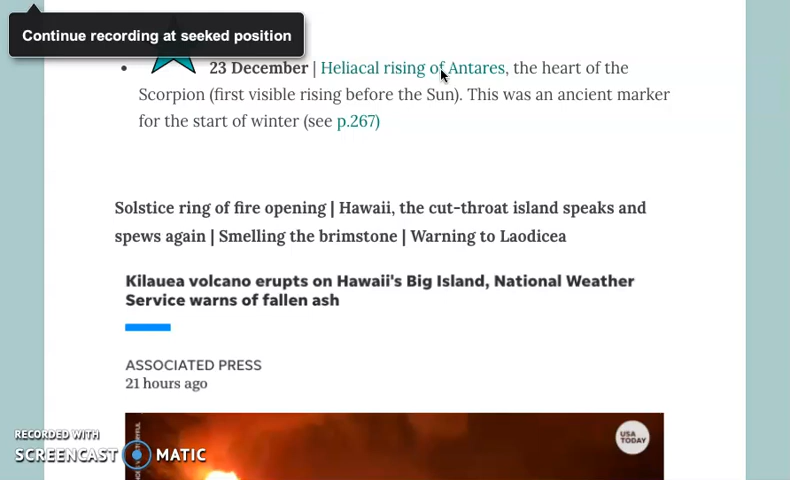 Continue recording at seeked position
• 23 December | Heliacal rising of Antares, the heart of the
Scorpion (first visible rising before the Sun). This was an ancient marker
for the start of winter (see p.267)
Solstice ring of fire opening | Hawaii, the cut-throat island speaks and
spews again | Smelling the brimstone | Warning to Laodicea
Kilauea volcano erupts on Hawaii's Big Island, National Weather
Service warns of fallen ash
ASSOCIATED PRESS
21 hours ago
USA
TODAY
RECORDED WITH
SCREENCAST MATIC